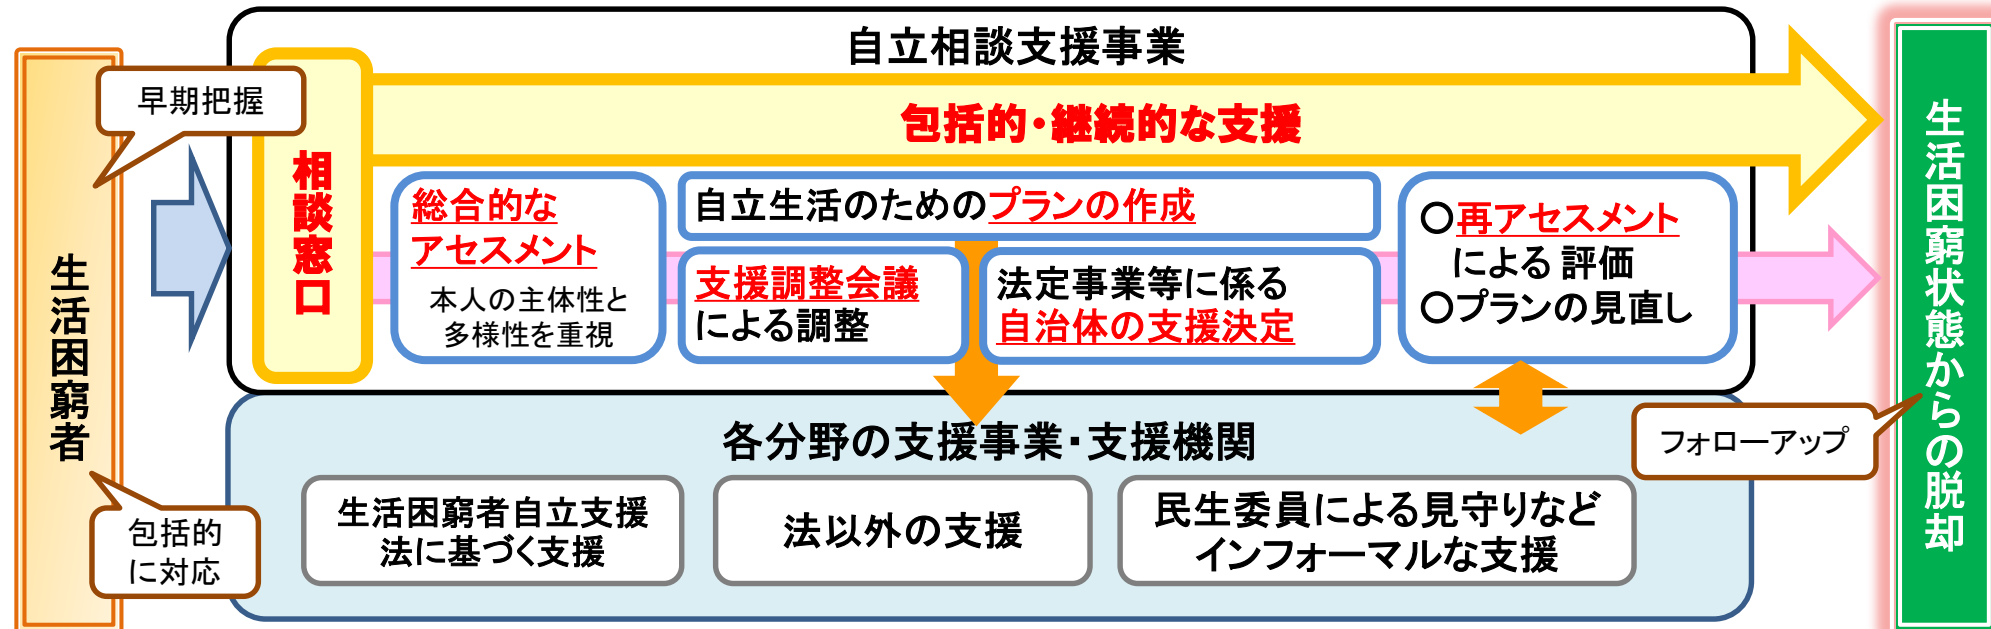 自立相談支援事業
早期把握
包括的・継続的な支援
生活困窮者
相談窓口
総合的な
アセスメント
本人の主体性と
多様性を重視
自立生活のためのプランの作成
支援調整会議
による調整
法定事業等に係る
自治体の支援決定
○再アセスメント
による 評価
○プランの見直し
生活困窮状態からの脱却
各分野の支援事業・支援機関
フォローアップ
包括的
に対応
生活困窮者自立支援
法に基づく支援
法以外の支援
民生委員による見守りなど
インフォーマルな支援